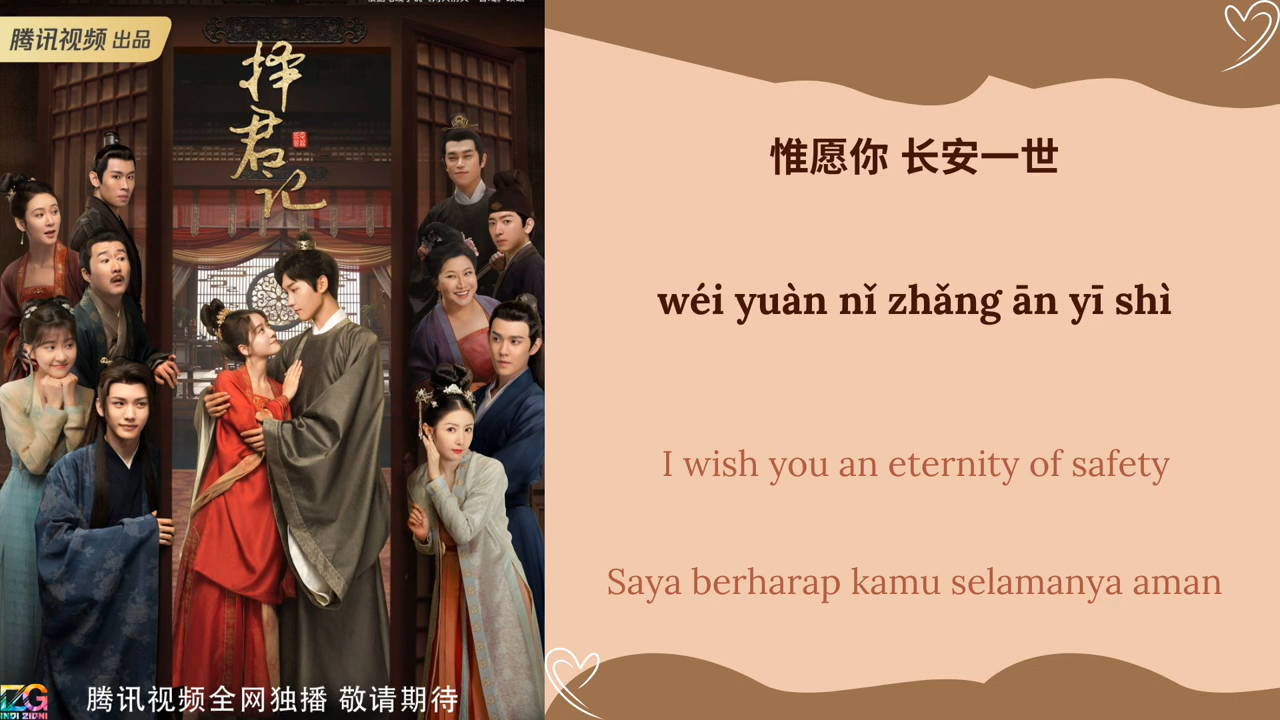 腾讯视频 出品
择君记
腾讯视频全网独播 敬请期待
惟愿你 长安一世
wéi yuàn nǐ zhǎng ān yī shì
I wish you an eternity of safety
Saya berharap kamu selamanya aman